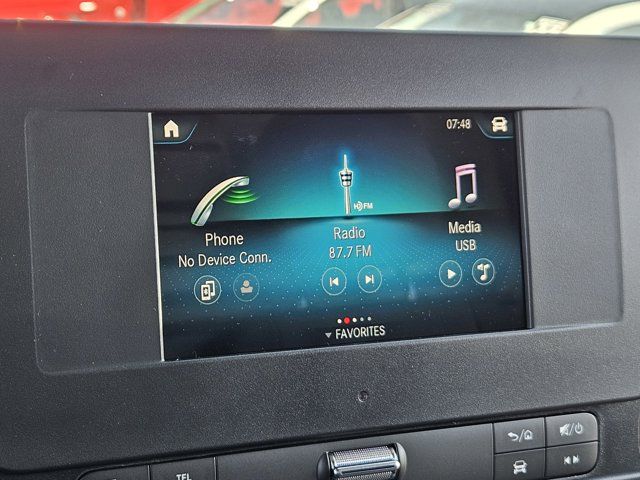 07:48
HD FM
Phone
No Device Conn.
Radio
87.7 FM
Media
USB
FAVORITES
TEL